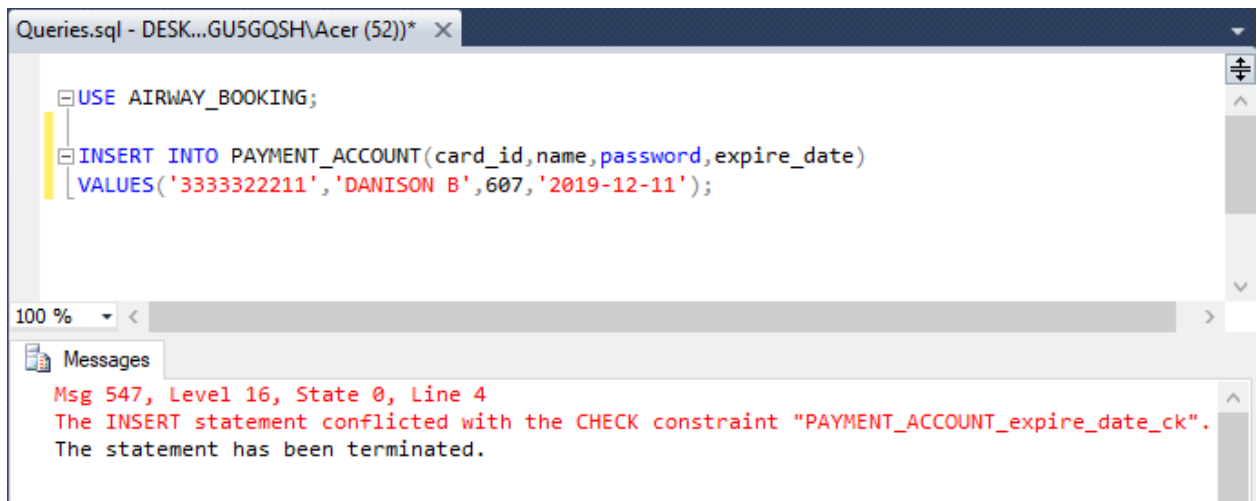 Queries.sql - DESK...GU5GQSH\Acer (52))*
USE AIRWAY_BOOKING;
INSERT INTO PAYMENT_ACCOUNT(card_id,name,password,expire_date)
VALUES('3333322211','DANISON B',607,'2019-12-11');
100 %
Messages
Msg 547, Level 16, State 0, Line 4
The INSERT statement conflicted with the CHECK constraint "PAYMENT_ACCOUNT_expire_date_ck".
The statement has been terminated.